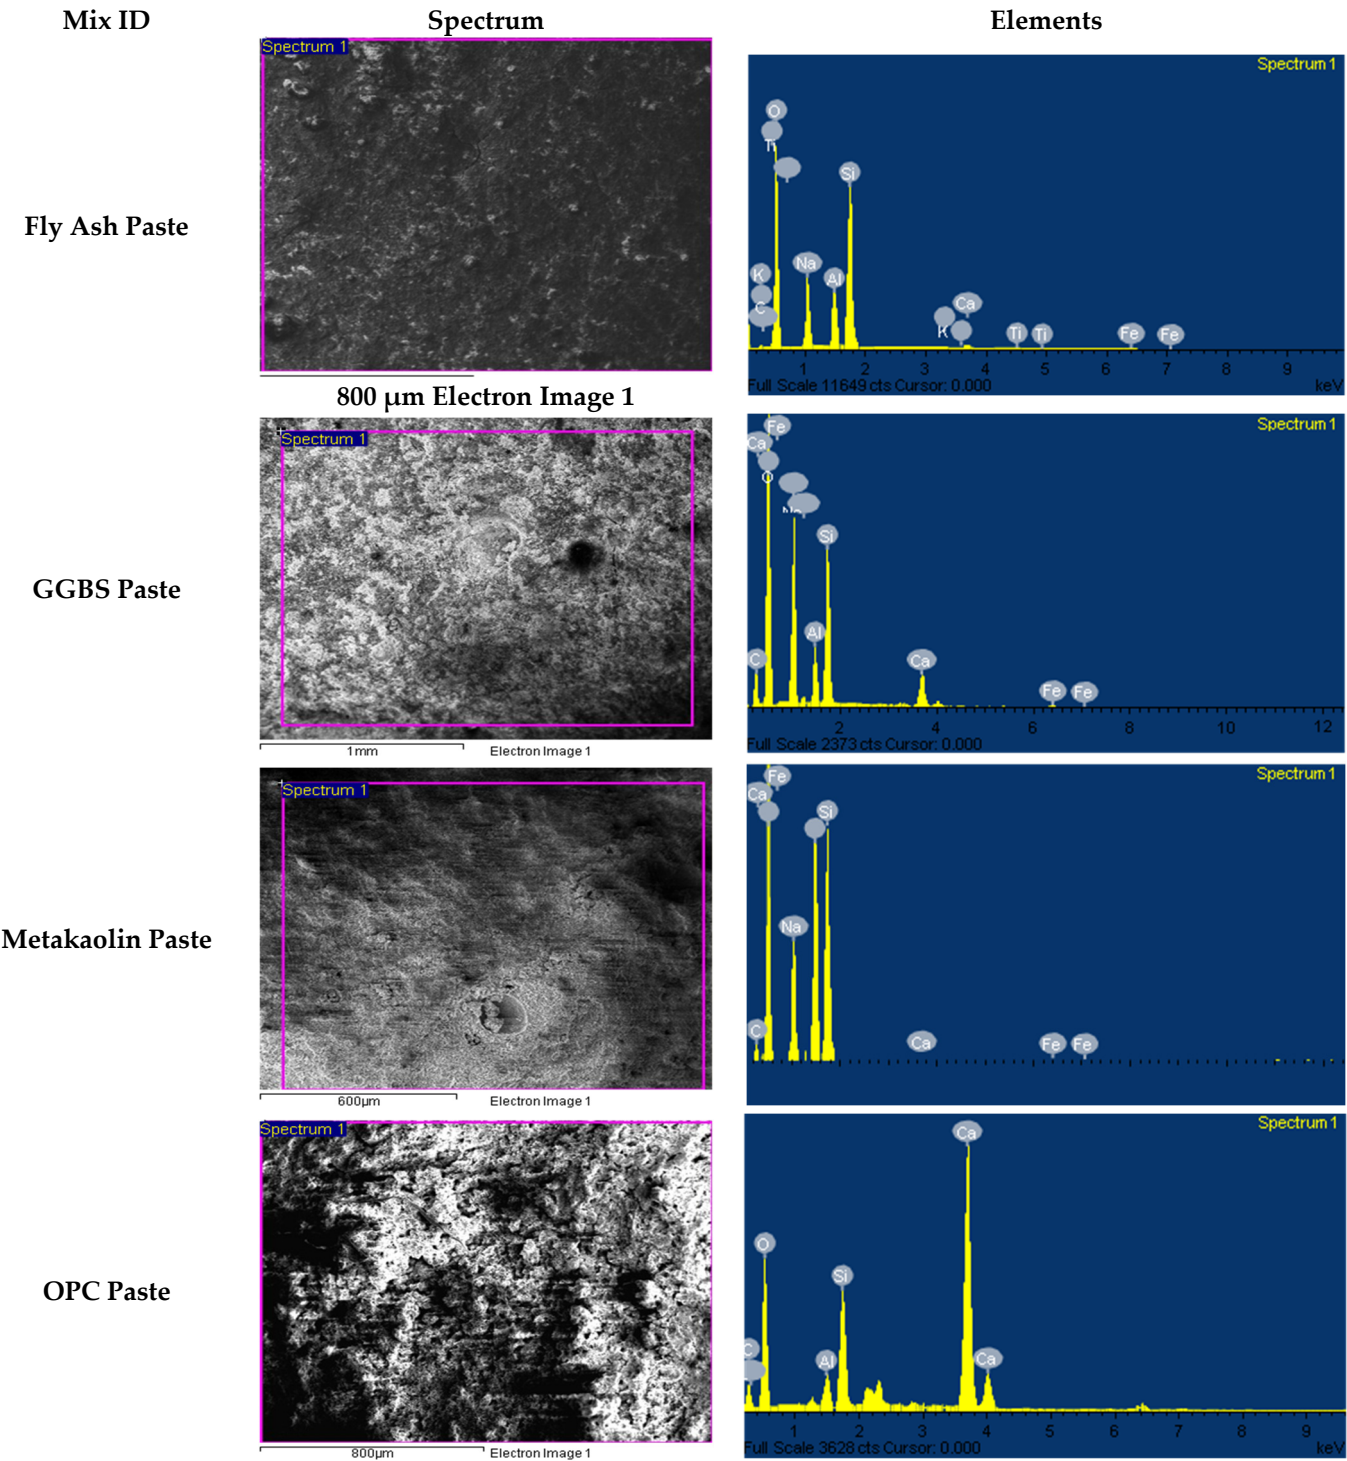 Mix ID Spectrum Elements
Spectrum 1 Spectrum 1
O
Ti
Si
Fly Ash Paste
K Na Al
C Ca
K Ti Ti Fe Fe
1 2 3 4 5 6 7 8 9
Full Scale 11649 cts Cursor: 0.000 keV
800 µm Electron Image 1
Spectrum 1 Spectrum 1
Ca Fe
O
Na
Si
GGBS Paste
Al
C Ca
Fe Fe
2 4 6 8 10 12
Full Scale 2373 cts Cursor: 0.000
1mm Electron Image 1
Spectrum 1 Spectrum 1
Ca Fe
Si
Na
Metakaolin Paste
C Ca Fe Fe
600µm Electron Image 1
Spectrum 1 Spectrum 1
Ca
O
Si
OPC Paste
C Al Ca
1 2 3 4 5 6 7 8 9
Full Scale 3628 cts Cursor: 0.000 keV
800µm Electron Image 1